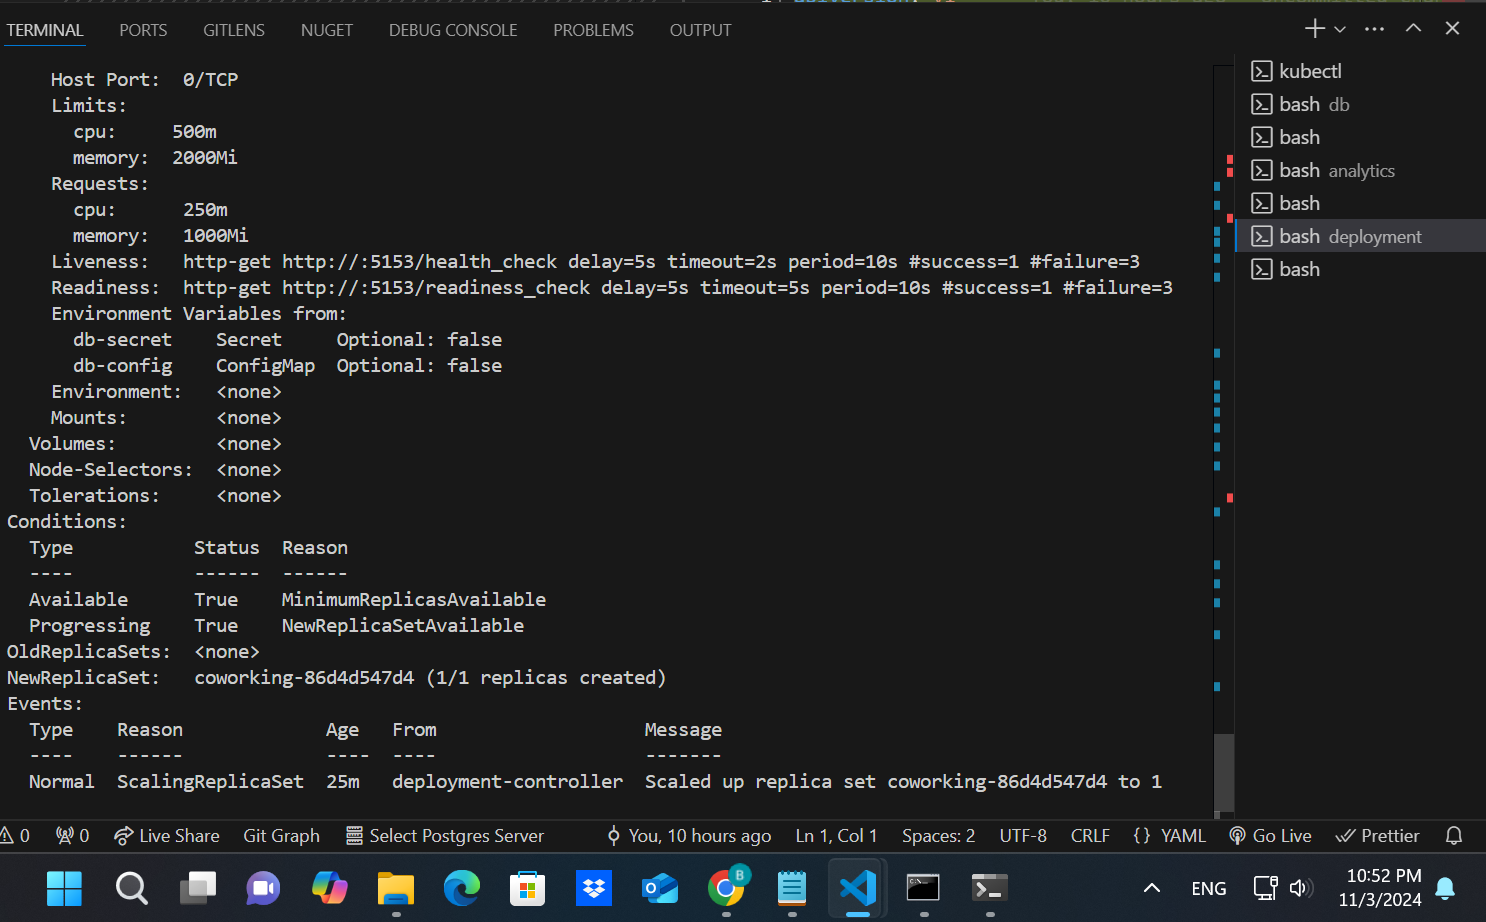 TERMINAL PORTS GITLENS NUGET DEBUG CONSOLE PROBLEMS OUTPUT
Host Port: 0/TCP
Limits:
cpu: 500m
memory: 2000Mi
Requests:
cpu: 250m
memory: 1000Mi
Liveness: http-get http://:5153/health_check delay=5s timeout=2s period=10s #success=1 #failure=3
Readiness: http-get http://:5153/readiness_check delay=5s timeout=5s period=10s #success=1 #failure=3
Environment Variables from:
db-secret Secret Optional: false
db-config ConfigMap Optional: false
Environment: <none>
Mounts: <none>
Volumes: <none>
Node-Selectors: <none>
Tolerations: <none>
Conditions:
Type Status Reason
---- ------ ------
Available True MinimumReplicasAvailable
Progressing True NewReplicaSetAvailable
OldReplicaSets: <none>
NewReplicaSet: coworking-86d4d547d4 (1/1 replicas created)
Events:
Type Reason Age From Message
---- ------ ---- ---- -------
Normal ScalingReplicaSet 25m deployment-controller Scaled up replica set coworking-86d4d547d4 to 1
kubectl
bash db
bash
bash analytics
bash
bash deployment
bash
0 0 Live Share Git Graph Select Postgres Server You, 10 hours ago Ln 1, Col 1 Spaces: 2 UTF-8 CRLF {} YAML Go Live Prettier
B
ENG
10:52 PM
11/3/2024